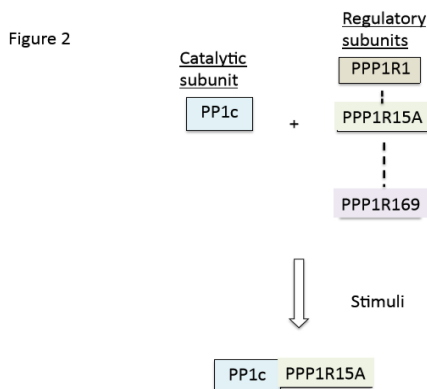 Figure 2
Catalytic
subunit
PP1c
+
Regulatory
subunits
PPP1R1
PPP1R15A
PPP1R169
Stimuli
PP1c PPP1R15A